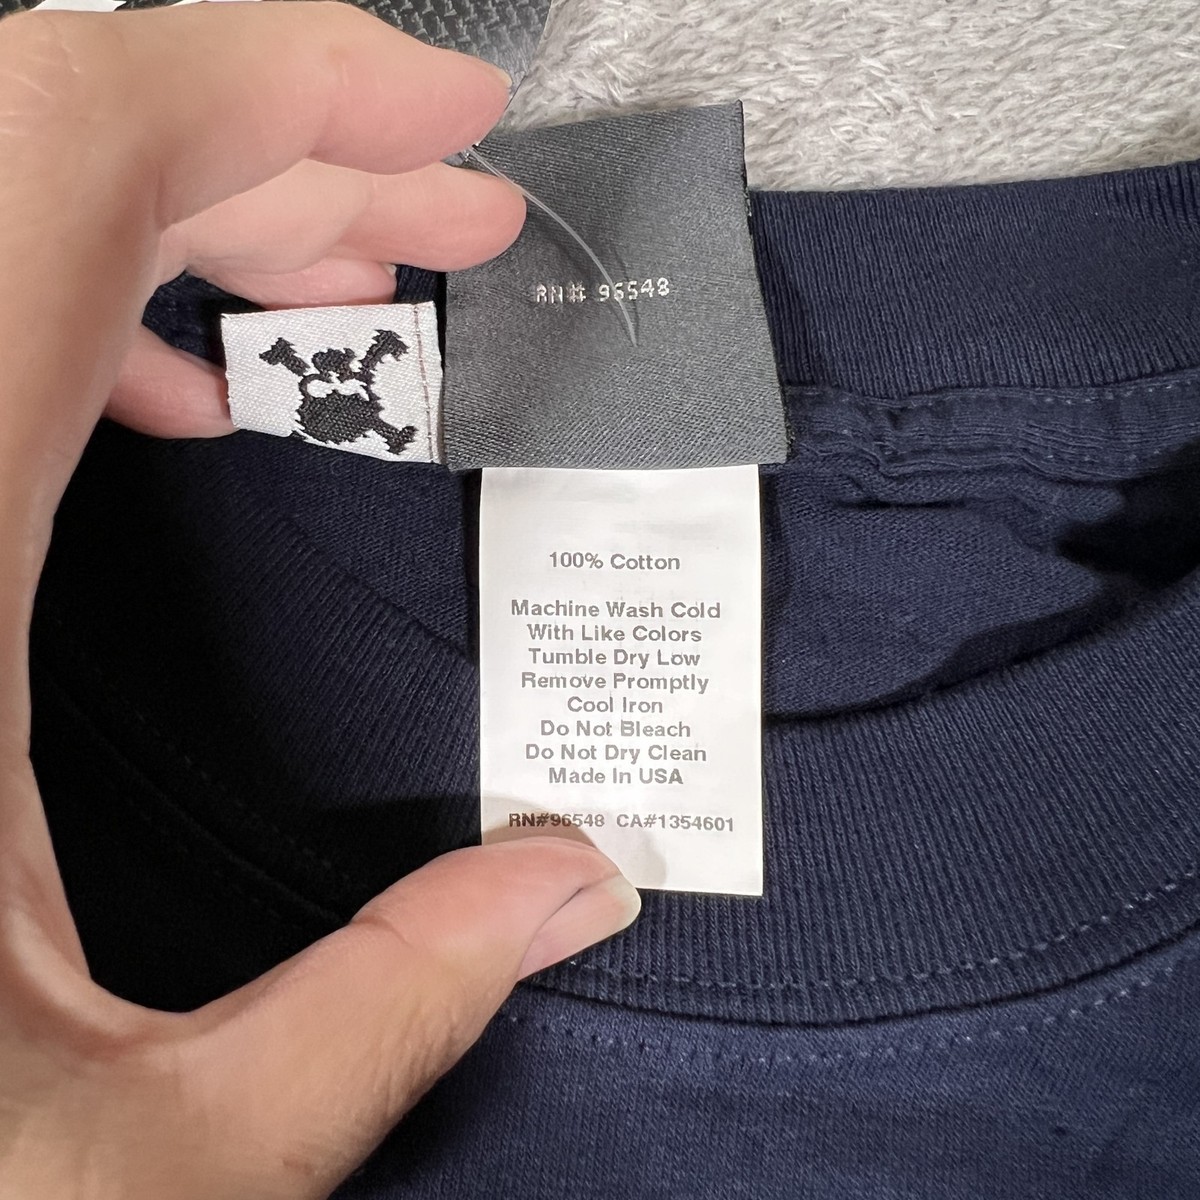 RN# 96548
100% Cotton
Machine Wash Cold
With Like Colors
Tumble Dry Low
Remove Promptly
Cool Iron
Do Not Bleach
Do Not Dry Clean
Made In USA
RN#96548 CA#1354601